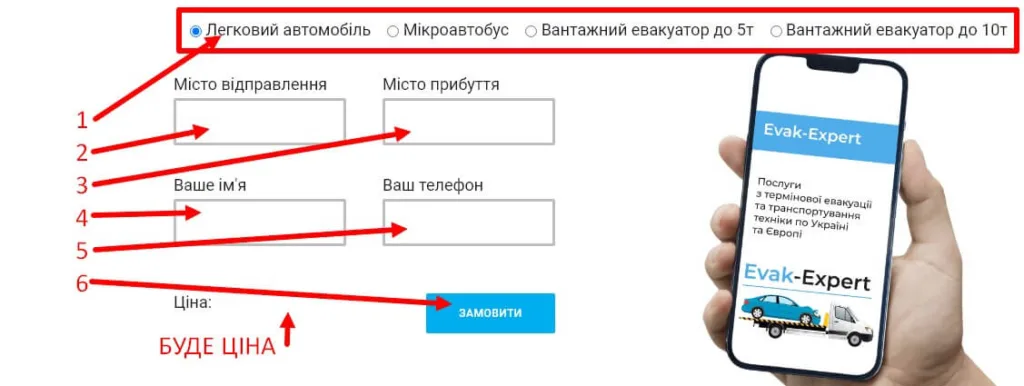 Легковий автомобіль Мікроавтобус Вантажний евакуатор до 5т Вантажний евакуатор до 10т
Місто відправлення Місто прибуття
1
2
3
Ваше ім'я Ваш телефон
4
5
6
Ціна: ЗАМОВИТИ
БУДЕ ЦІНА
Evak-Expert
Послуги
з термінової евакуації
та транспортування
техніки по Україні
та Європі
Evak-Expert